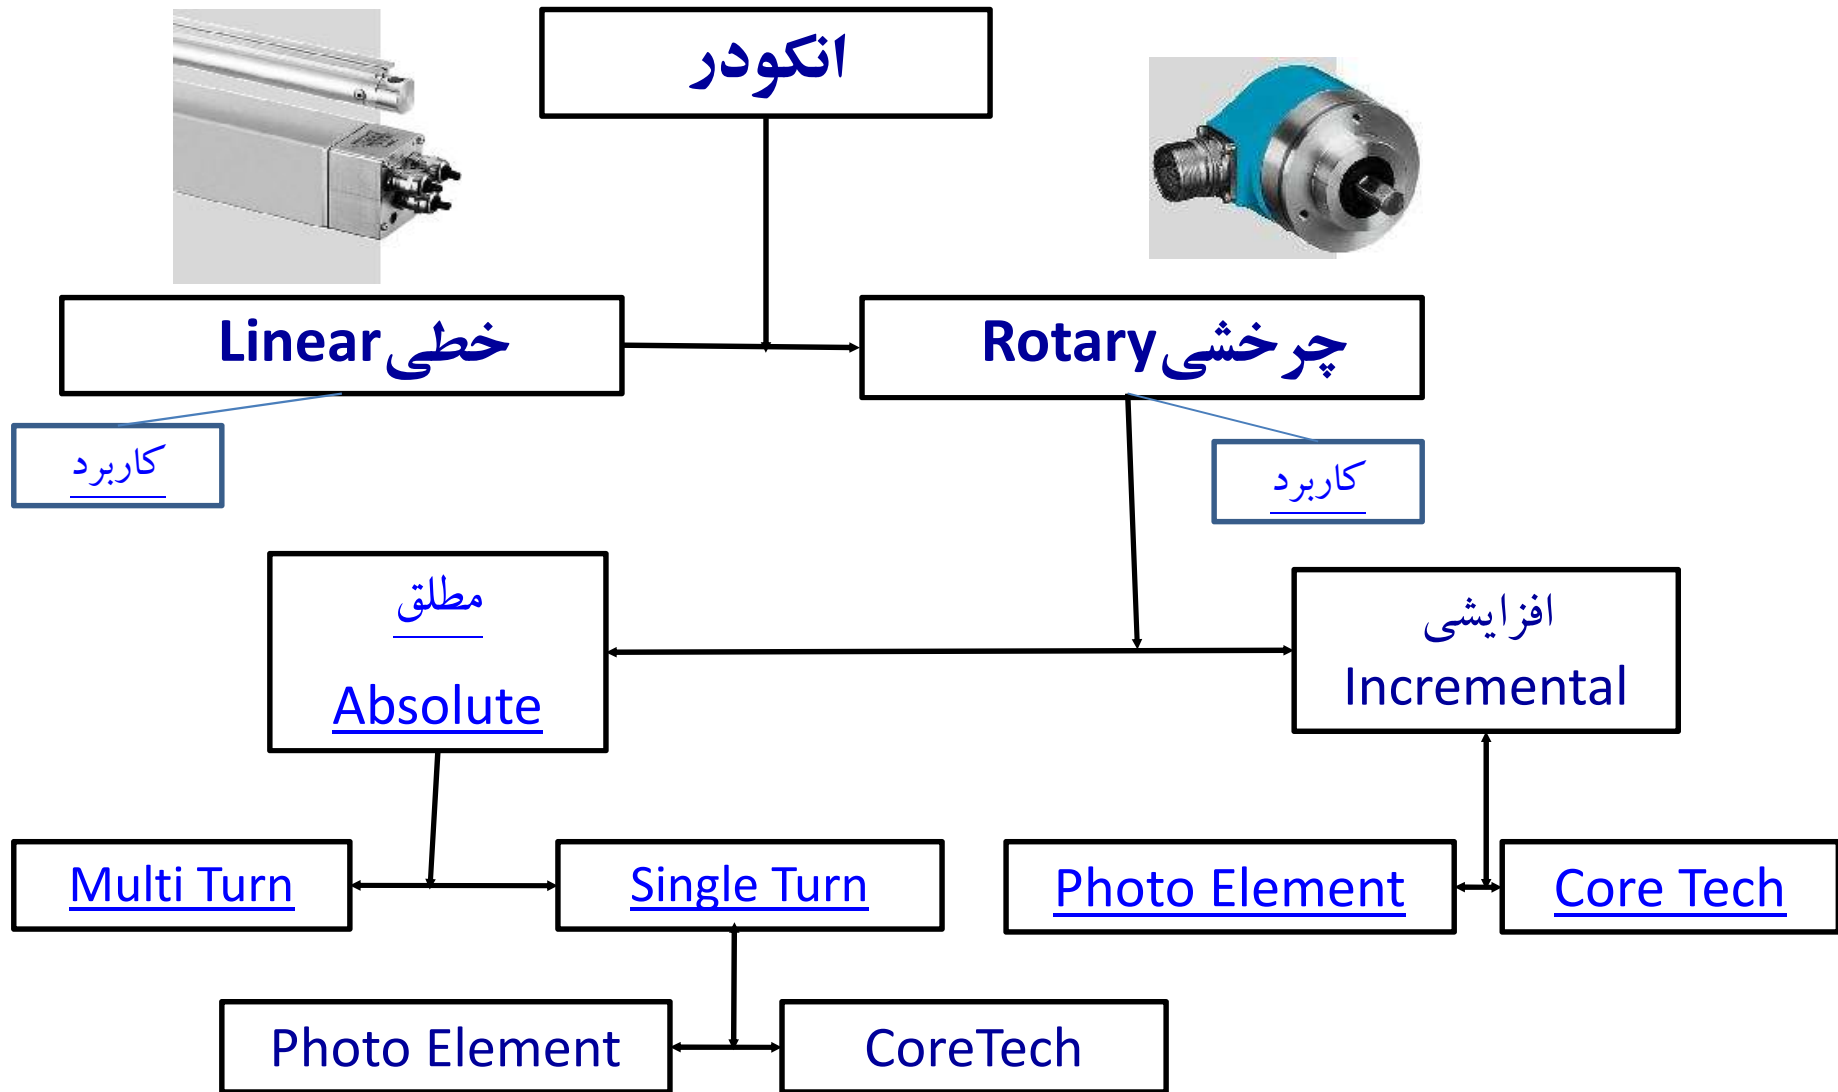 انکودر
خطی Linear
چرخشی Rotary
کاربرد
کاربرد
مطلق
Absolute
افزایشی
Incremental
Multi Turn
Single Turn
Photo Element
Core Tech
Photo Element
CoreTech